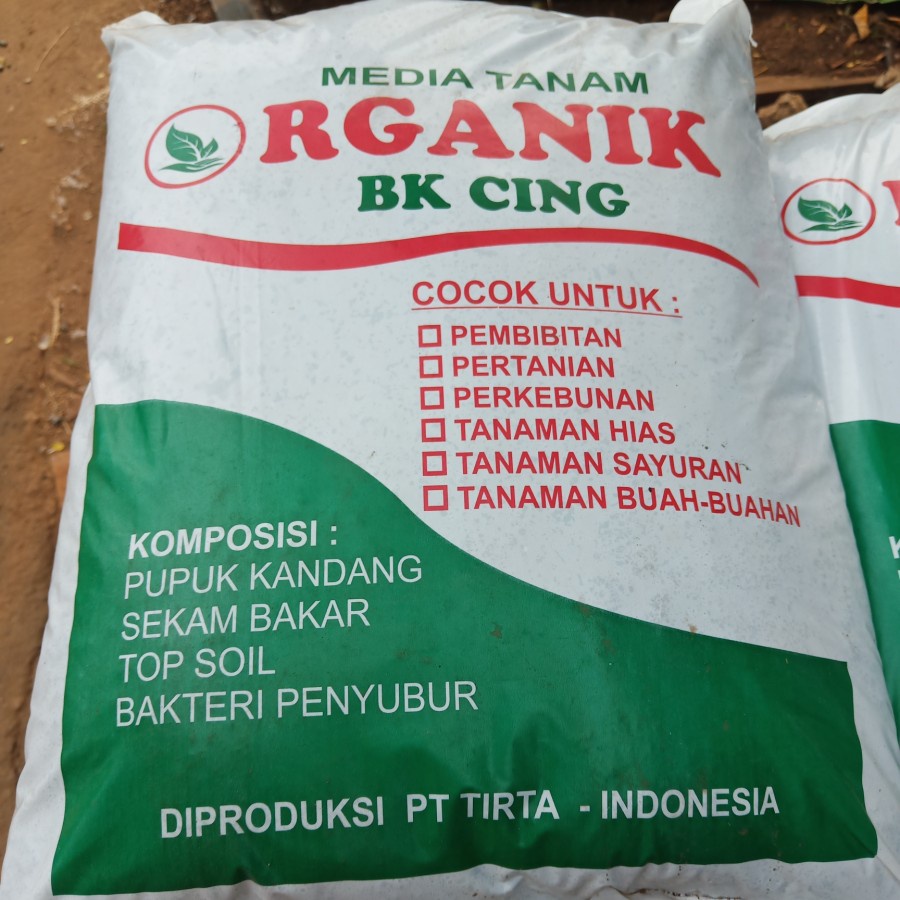 MEDIA TANAM
ORGANIK
BK CING
COCOK UNTUK :
PEMBIBITAN
PERTANIAN
PERKEBUNAN
TANAMAN HIAS
TANAMAN SAYURAN
TANAMAN BUAH-BUAHAN
KOMPOSISI :
PUPUK KANDANG
SEKAM BAKAR
TOP SOIL
BAKTERI PENYUBUR
DIPRODUKSI PT TIRTA - INDONESIA